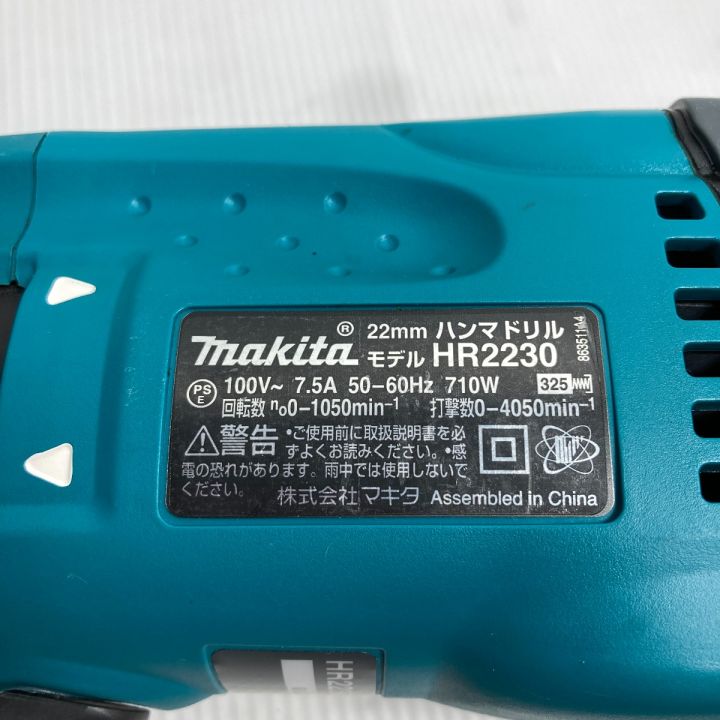 makita® 22mm ハンマドリル
モデル HR2230
PS E 100V~ 7.5A 50-60Hz 710W 325
回転数 n₀0-1050min⁻¹ 打撃数0-4050min⁻¹
警告 ・ご使用前に取扱説明書を必
ずよくお読みください。・感
電の恐れがあります。雨中では使用しないで
ください。
株式会社 マキタ Assembled in China